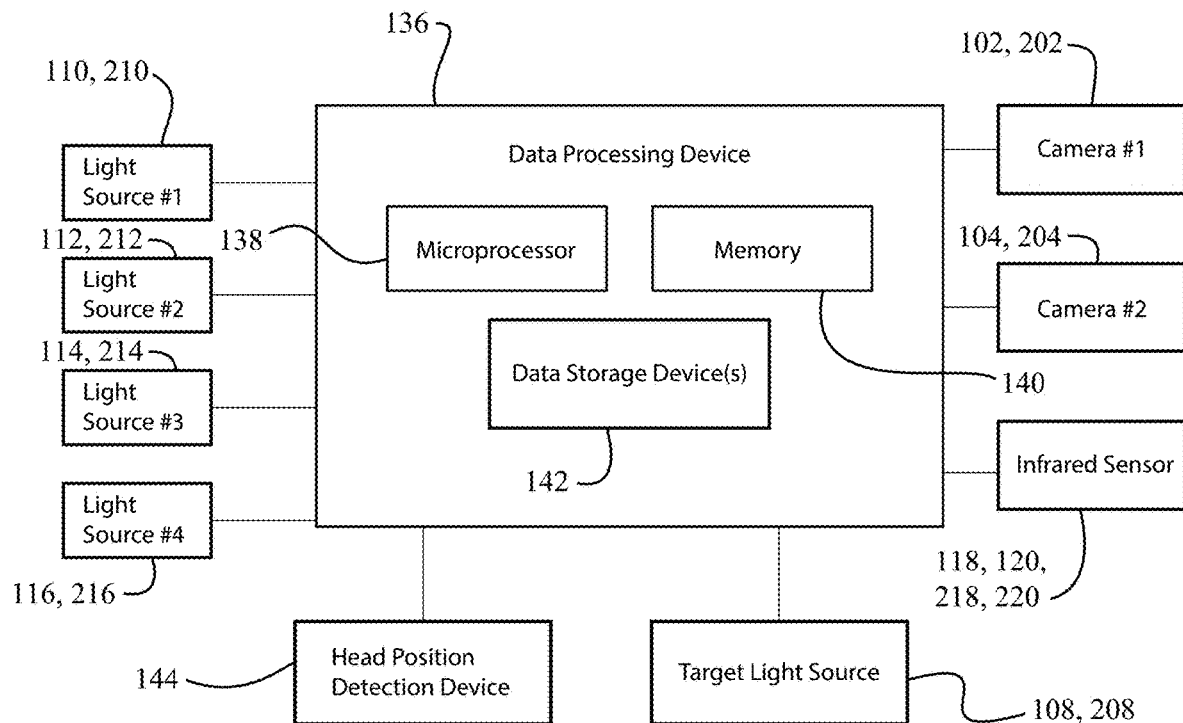 136
102, 202
110, 210
Data Processing Device
Camera #1
Light
Source #1
112, 212
138
Microprocessor
Memory
104, 204
Light
Source #2
Camera #2
114, 214
Data Storage Device(s)
140
Light
Source #3
142
Infrared Sensor
Light
Source #4
116, 216
118, 120,
218, 220
144
Head Position
Detection Device
Target Light Source
108, 208